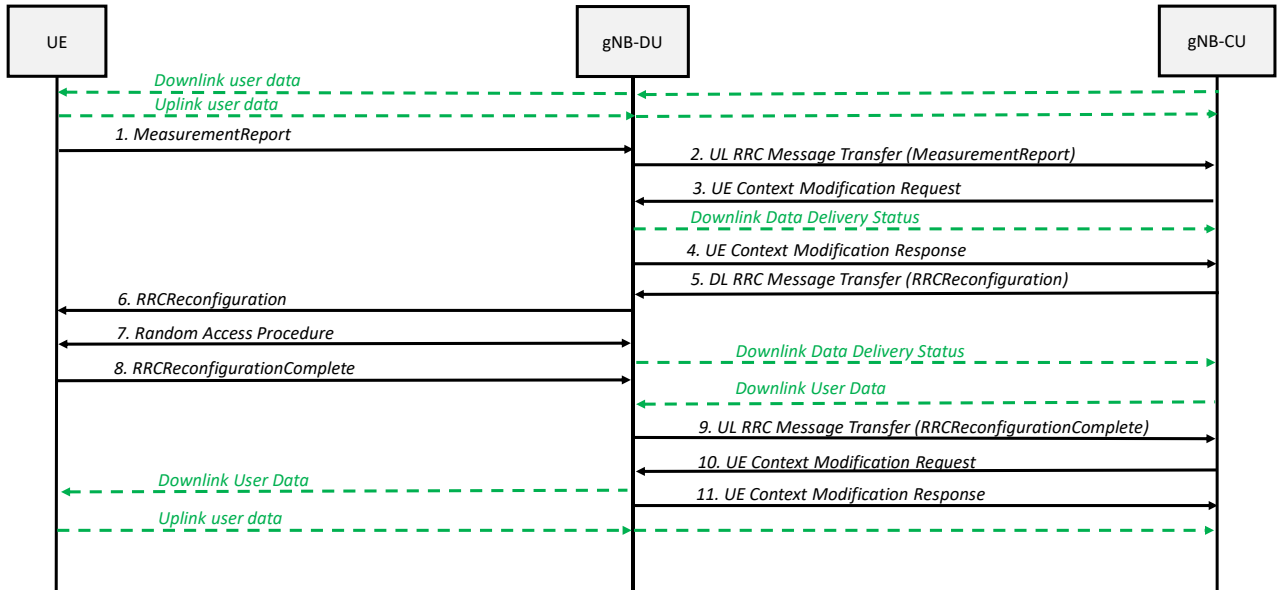 UE
gNB-DU
gNB-CU
Downlink user data
Uplink user data
1. MeasurementReport
2. UL RRC Message Transfer (MeasurementReport)
3. UE Context Modification Request
Downlink Data Delivery Status
4. UE Context Modification Response
5. DL RRC Message Transfer (RRCReconfiguration)
6. RRCReconfiguration
7. Random Access Procedure
Downlink Data Delivery Status
8. RRCReconfigurationComplete
Downlink User Data
9. UL RRC Message Transfer (RRCReconfigurationComplete)
10. UE Context Modification Request
Downlink User Data
11. UE Context Modification Response
Uplink user data